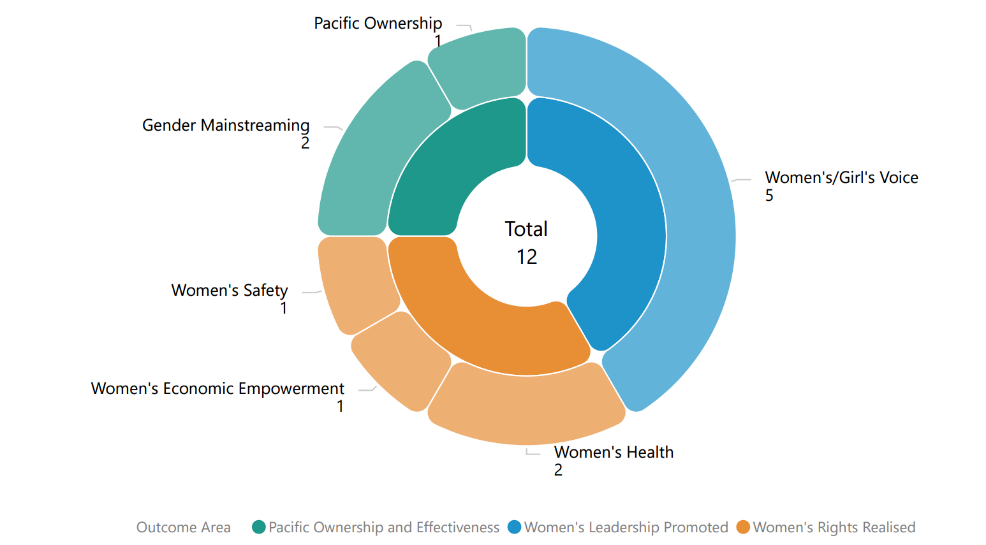 Pacific Ownership
1
Gender Mainstreaming
2
Women's/Girl's Voice
5
Total
12
Women's Safety
1
Women's Economic Empowerment
1
Women's Health
2
Outcome Area Pacific Ownership and Effectiveness Women's Leadership Promoted Women's Rights Realised